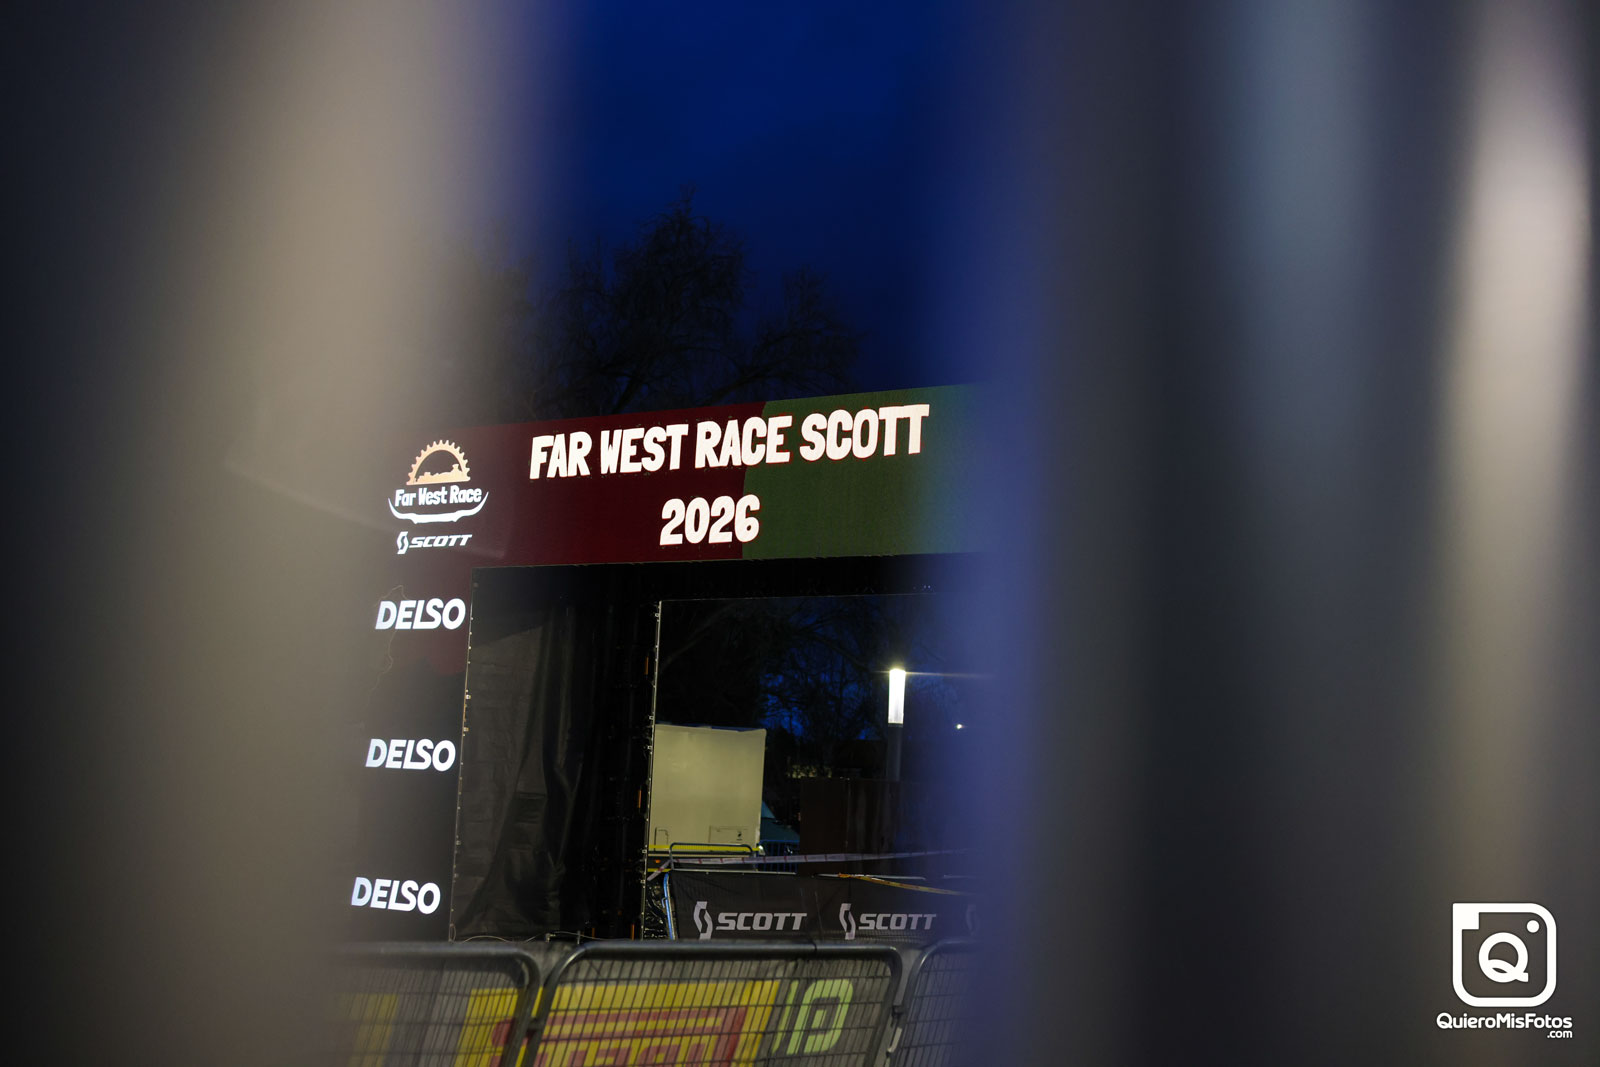 FAR WEST RACE SCOTT
2026
Far West Race
SCOTT
DELSO
DELSO
DELSO
SCOTT SCOTT
QuieroMisFotos
.com